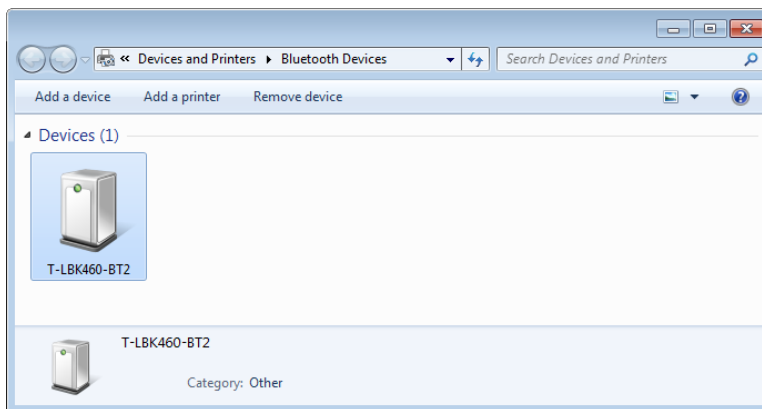 « Devices and Printers Bluetooth Devices Search Devices and Printers
Add a device Add a printer Remove device
Devices (1)
T-LBK460-BT2
T-LBK460-BT2
Category: Other